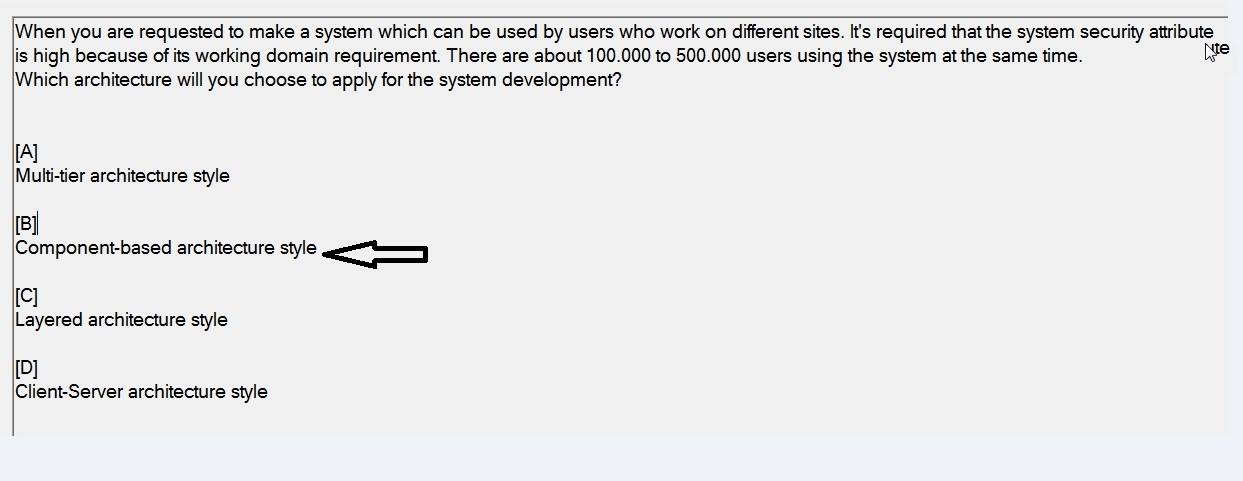 When you are requested to make a system which can be used by users who work on different sites. It's required that the system security attribute
is high because of its working domain requirement. There are about 100.000 to 500.000 users using the system at the same time.
ute
Which architecture will you choose to apply for the system development?
[A]
Multi-tier architecture style
[B]
Component-based architecture style
[C]
Layered architecture style
[D]
Client-Server architecture style